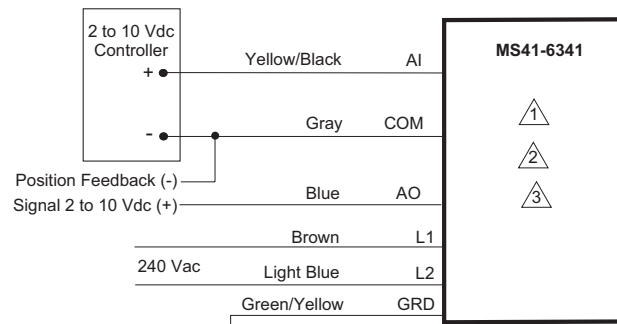 2 to 10 Vdc
Controller
+
-
Yellow/Black AI
MS41-6341
Gray COM
1
2
3
Position Feedback (-)
Signal 2 to 10 Vdc (+)
Blue AO
Brown L1
240 Vac
Light Blue L2
Green/Yellow GRD